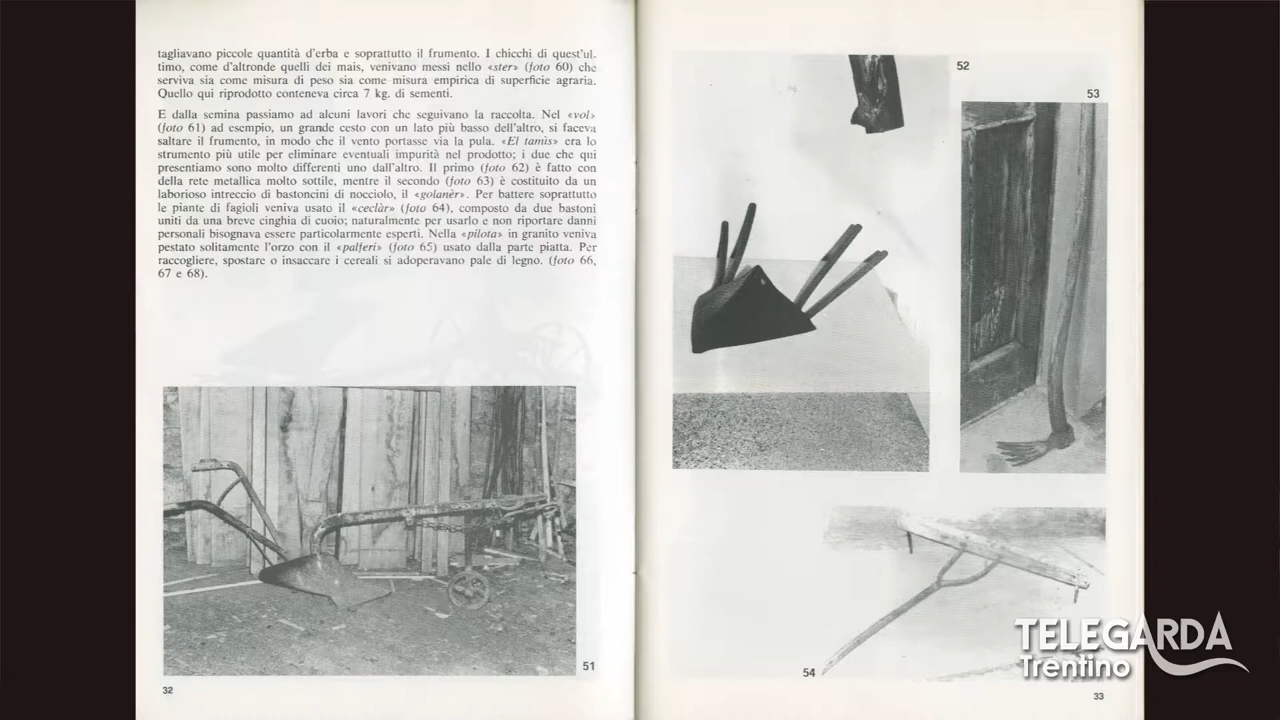 tagliavano piccole quantità d'erba e soprattutto il frumento. I chicchi di quest'ul-
timo, come d'altronde quelli dei mais, venivano messi nello «ster» (foto 60) che
serviva sia come misura di peso sia come misura empirica di superficie agraria.
Quello qui riprodotto conteneva circa 7 kg. di sementi.
E dalla semina passiamo ad alcuni lavori che seguivano la raccolta. Nel «vol»
(foto 61) ad esempio, un grande cesto con un lato più basso dell'altro, si faceva
saltare il frumento, in modo che il vento portasse via la pula. «El tamìs» era lo
strumento più utile per eliminare eventuali impurità nel prodotto; i due che qui
presentiamo sono molto differenti uno dall'altro. Il primo (foto 62) è fatto con
della rete metallica molto sottile, mentre il secondo (foto 63) è costituito da un
laborioso intreccio di bastoncini di nocciolo, il «golanèr». Per battere soprattutto
le piante di fagioli veniva usato il «ceclàr» (foto 64), composto da due bastoni
uniti da una breve cinghia di cuoio; naturalmente per usarlo e non riportare danni
personali bisognava essere particolarmente esperti. Nella «pilota» in granito veniva
pestato solitamente l'orzo con il «palferi» (foto 65) usato dalla parte piatta. Per
raccogliere, spostare o insaccare i cereali si adoperavano pale di legno. (foto 66,
67 e 68).
51
32
52
53
54
33
TELEGARDA
Trentino